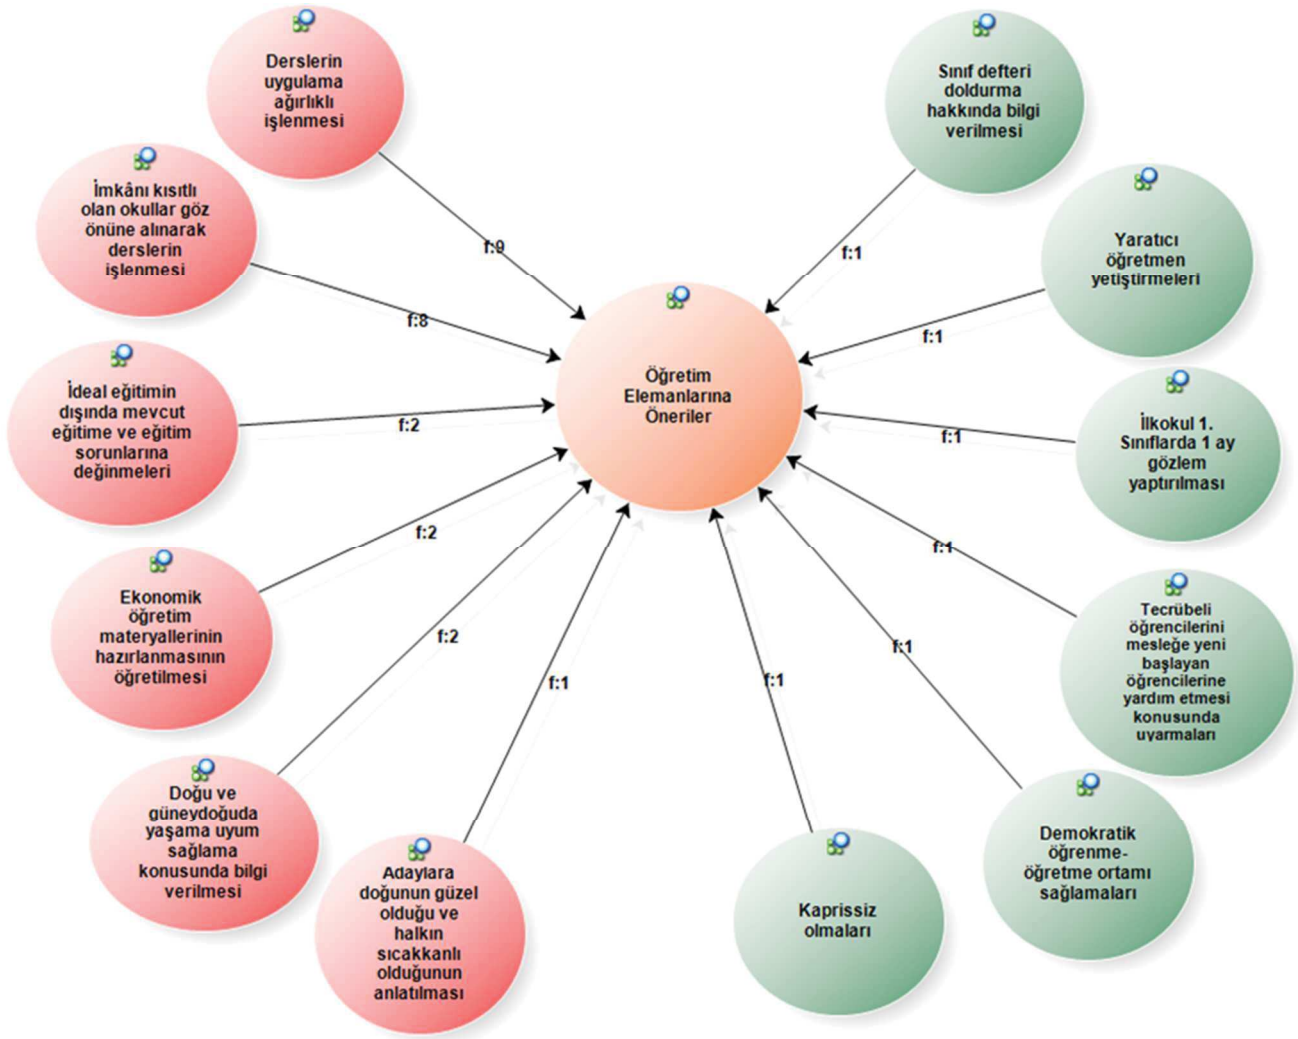 Derslerin
uygulama
ağırlıklı
işlenmesi
İmkânı kısıtlı
olan okullar göz
önüne alınarak
derslerin
işlenmesi
İdeal eğitimin
dışında mevcut
eğitime ve eğitim
sorunlarına
değinmeleri
Ekonomik
öğretim
materyallerinin
hazırlanmasının
öğretilmesi
Doğu ve
güneydoğuda
yaşama uyum
sağlama
konusunda bilgi
verilmesi
Adaylara
doğunun güzel
olduğu ve
halkın
sıcakkanlı
olduğunun
anlatılması
f:9
f:8
f:2
f:2
f:2
f:1
Öğretim
Elemanlarına
Öneriler
f:1
f:1
f:1
f:1
f:1
f:1
Sınıf defteri
doldurma
hakkında bilgi
verilmesi
Yaratıcı
öğretmen
yetiştirmeleri
İlkokul 1.
Sınıflarda 1 ay
gözlem
yaptırılması
Tecrübeli
öğrencilerini
mesleğe yeni
başlayan
öğrencilerine
yardım etmesi
konusunda
uyarmaları
Demokratik
öğrenme-
öğretme ortamı
sağlamaları
Kaprissiz
olmaları